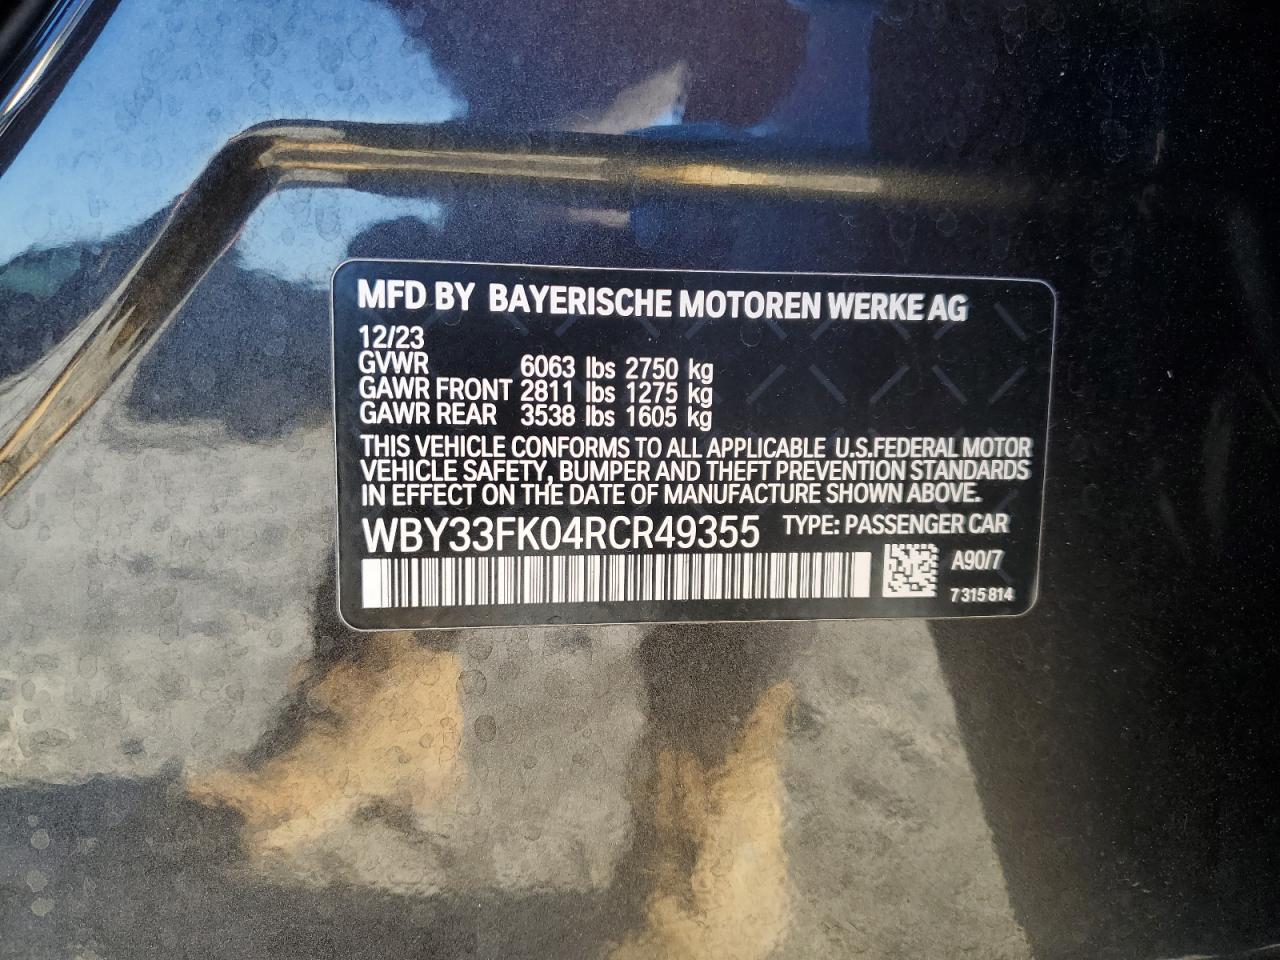 MFD BY BAYERISCHE MOTOREN WERKE AG
12/23
GVWR 6063 lbs 2750 kg
GAWR FRONT 2811 lbs 1275 kg
GAWR REAR 3538 lbs 1605 kg
THIS VEHICLE CONFORMS TO ALL APPLICABLE U.S.FEDERAL MOTOR
VEHICLE SAFETY, BUMPER AND THEFT PREVENTION STANDARDS
IN EFFECT ON THE DATE OF MANUFACTURE SHOWN ABOVE.
WBY33FK04RCR49355 TYPE: PASSENGER CAR
A90/7
7 315 814